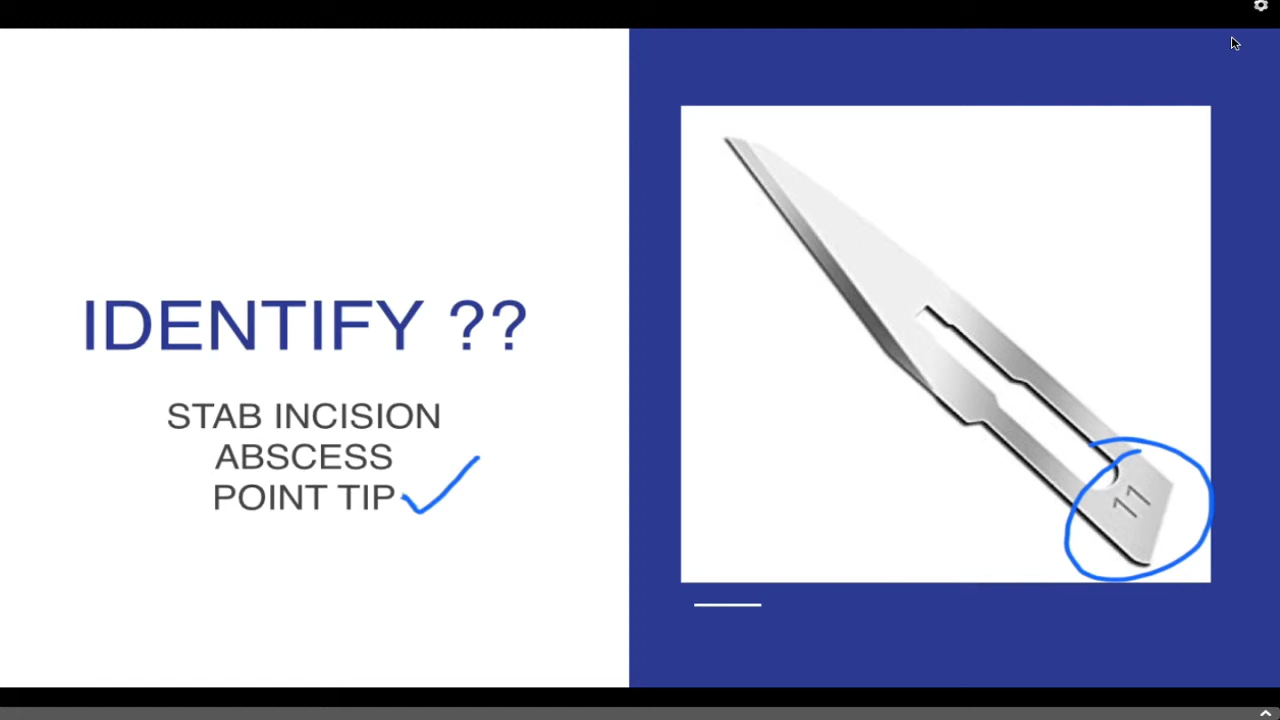 IDENTIFY ??
STAB INCISION
ABSCESS
POINT TIP
11